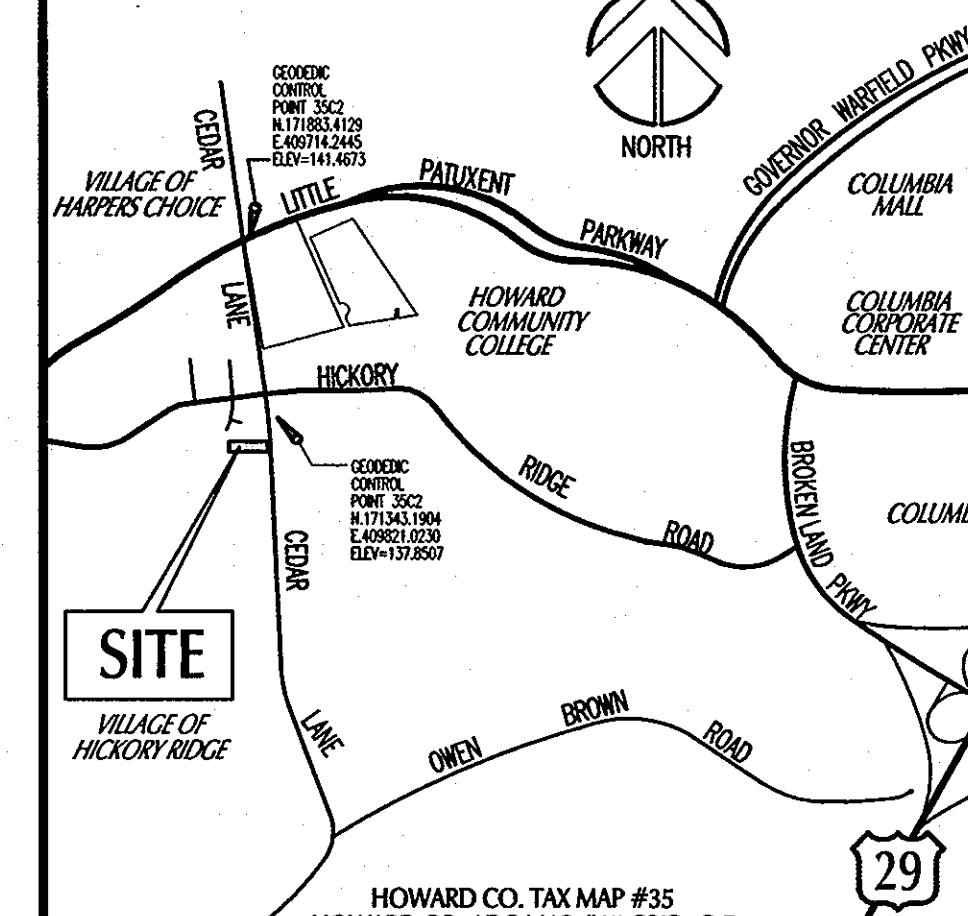 GEODEDIC
CONTROL
POINT 35C2
N.171883.4129
E.409714.2445
ELEV=141.4673
NORTH
GOVERNOR WARFIELD PKWY
CEDAR
LANE
VILLAGE OF
HARPERS CHOICE
LITTLE
PATUXENT
PARKWAY
COLUMBIA
MALL
HOWARD
COMMUNITY
COLLEGE
COLUMBIA
CORPORATE
CENTER
HICKORY
RIDGE
ROAD
GEODEDIC
CONTROL
POINT 35C2
N.171343.1904
E.409821.0230
ELEV=137.8507
BROKEN LAND PKWY
COLUMB
CEDAR
LANE
SITE
VILLAGE OF
HICKORY RIDGE
OWEN
BROWN
ROAD
29
HOWARD CO. TAX MAP #35